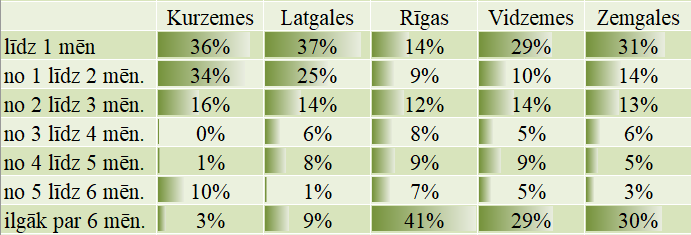 Kurzemes Latgales Rīgas Vidzemes Zemgales
līdz 1 mēn 36% 37% 14% 29% 31%
no 1 līdz 2 mēn. 34% 25% 9% 10% 14%
no 2 līdz 3 mēn. 16% 14% 12% 14% 13%
no 3 līdz 4 mēn. 0% 6% 8% 5% 6%
no 4 līdz 5 mēn. 1% 8% 9% 9% 5%
no 5 līdz 6 mēn. 10% 1% 7% 5% 3%
ilgāk par 6 mēn. 3% 9% 41% 29% 30%